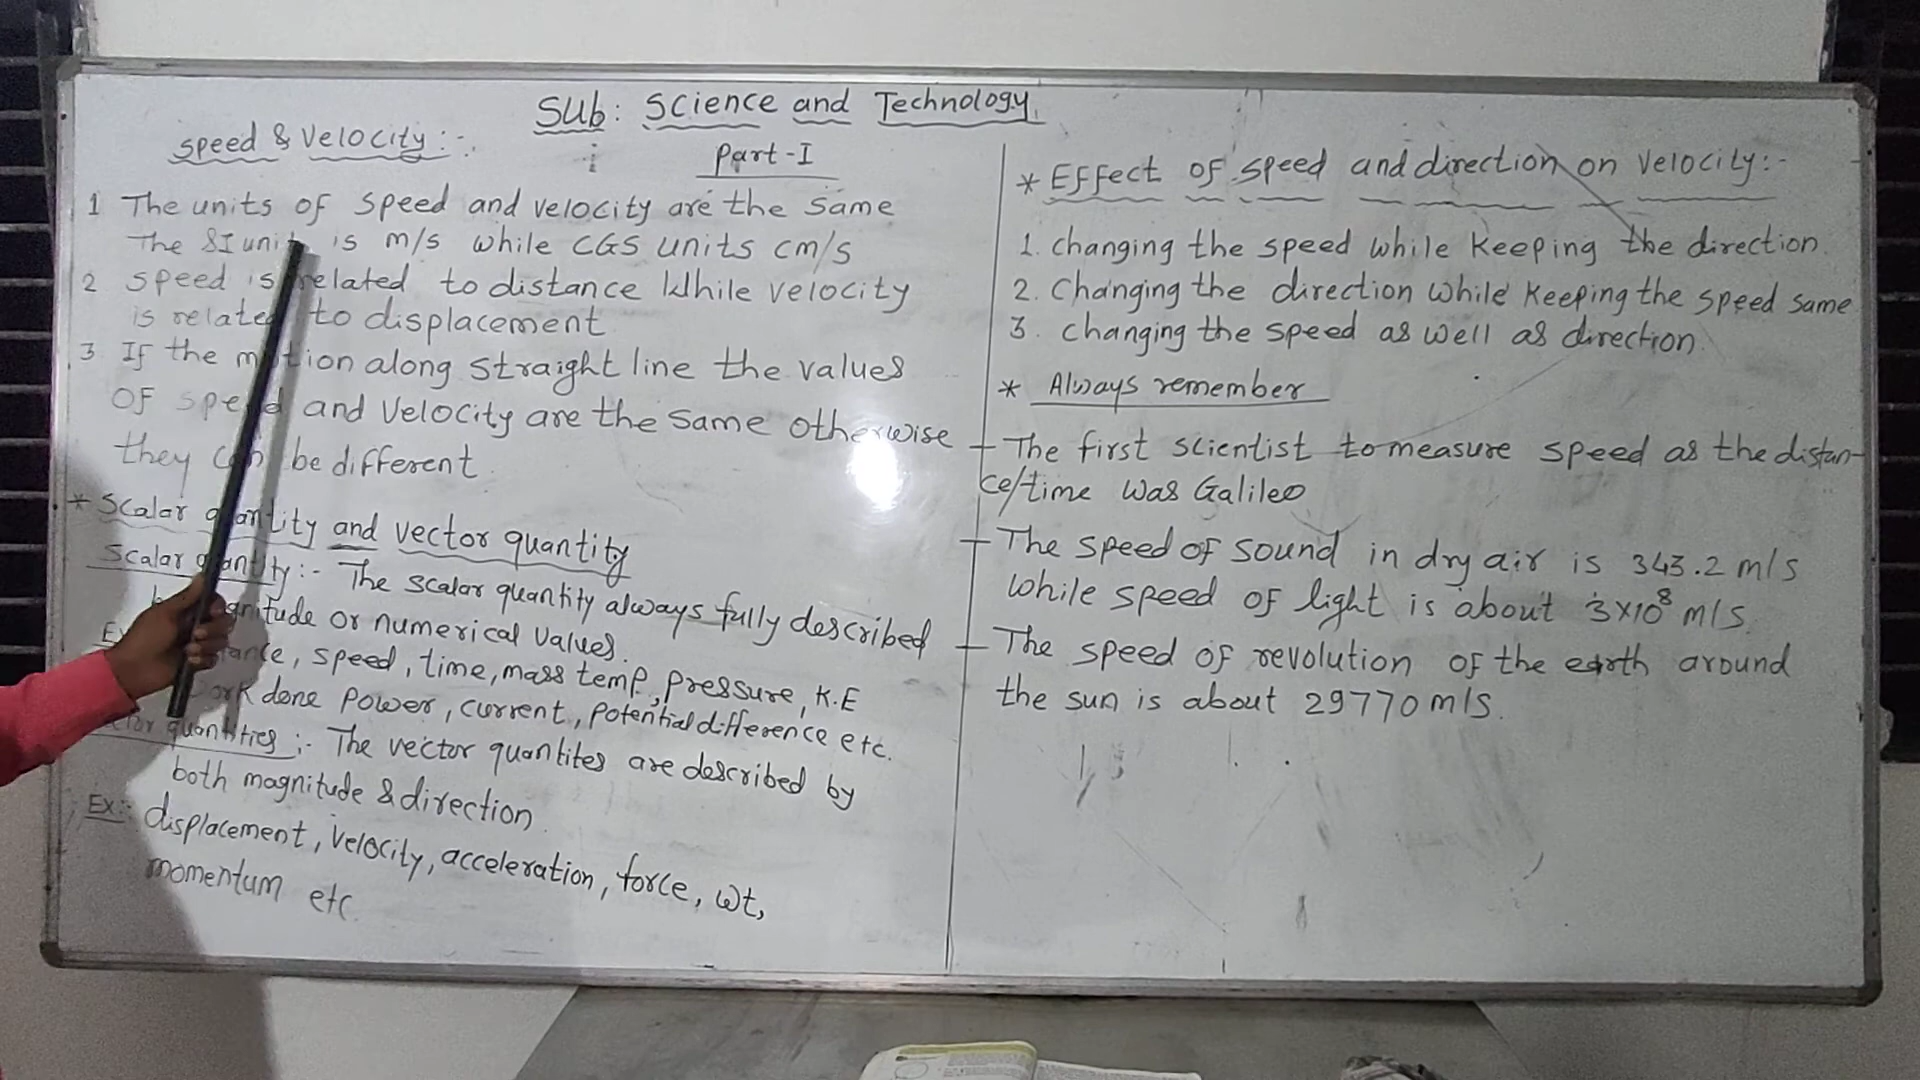 Sub: Science and Technology.
Speed & Velocity :-
Part-I
1 The units of speed and velocity are the same
The SI unit is m/s while CGS units cm/s
2 Speed is related to distance while velocity
is related to displacement
3 If the motion along straight line the values
of speed and velocity are the same otherwise
they can be different
* Scalar quantity and vector quantity
Scalar quantity :- The scalar quantity always fully described
magnitude or numerical values.
speed, time, mass temp, pressure, K.E
done power, current, potential difference etc.
quantities :- The vector quantites are described by
both magnitude & direction
Ex:- displacement, velocity, acceleration, force, wt,
momentum etc.
* Effect of speed and direction on velocity:-
1. Changing the speed while keeping the direction.
2. Changing the direction while keeping the speed same
3. changing the speed as well as direction.
* Always remember
- The first scientist to measure speed as the distan-
ce/time was Galileo
- The speed of sound in dry air is 343.2 m/s
while speed of light is about 3x10⁸ m/s.
- The speed of revolution of the earth around
the sun is about 29770 m/s.